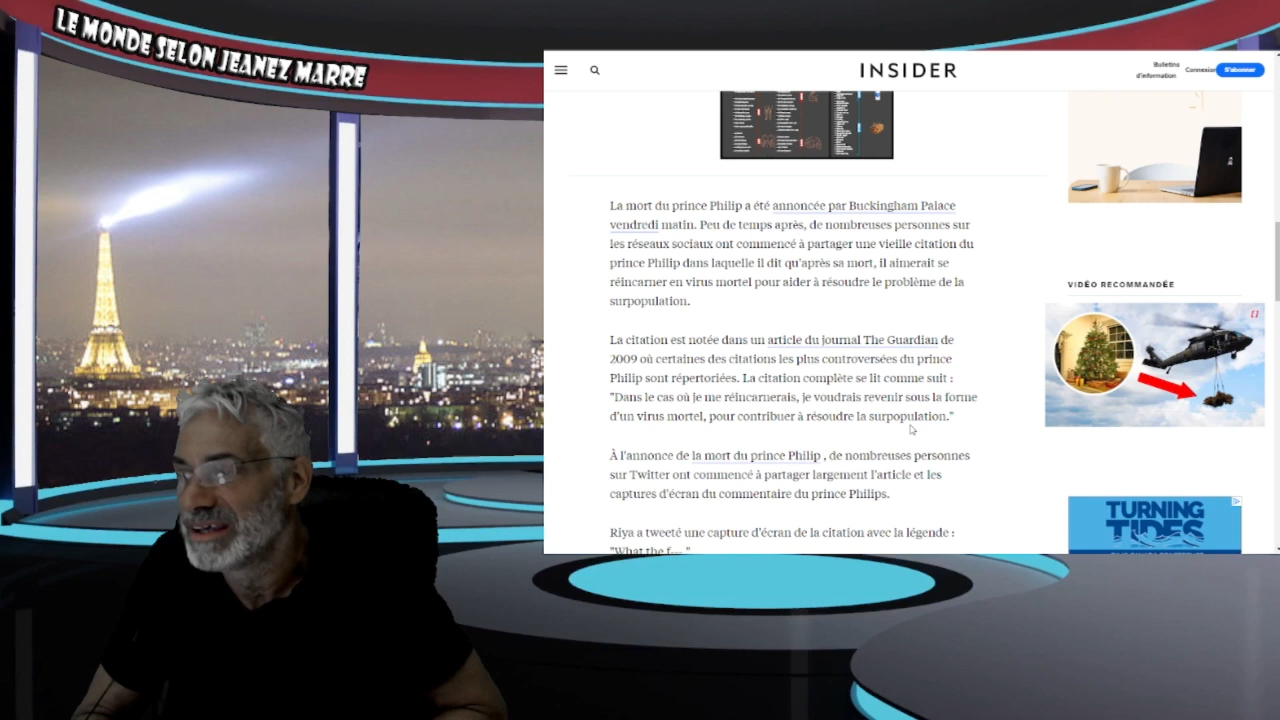 LE MONDE SELON JEANEZ MARRE
INSIDER
Bulletins
d'information
Connexion
S'abonner
La mort du prince Philip a été annoncée par Buckingham Palace
vendredi matin. Peu de temps après, de nombreuses personnes sur
les réseaux sociaux ont commencé à partager une vieille citation du
prince Philip dans laquelle il dit qu'après sa mort, il aimerait se
réincarner en virus mortel pour aider à résoudre le problème de la
surpopulation.
La citation est notée dans un article du journal The Guardian de
2009 où certaines des citations les plus controversées du prince
Philip sont répertoriées. La citation complète se lit comme suit :
"Dans le cas où je me réincarnerais, je voudrais revenir sous la forme
d'un virus mortel, pour contribuer à résoudre la surpopulation."
À l'annonce de la mort du prince Philip , de nombreuses personnes
sur Twitter ont commencé à partager largement l'article et les
captures d'écran du commentaire du prince Philips.
Riya a tweeté une capture d'écran de la citation avec la légende :
"What the f--- "
VIDÉO RECOMMANDÉE
TURNING
TIDES